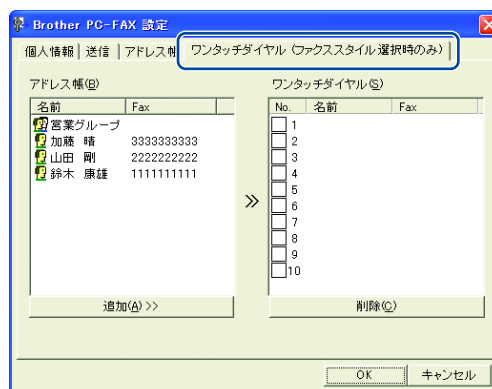 Brother PC-FAX 設定
個人情報 送信 アドレス帳 ワンタッチダイヤル（ファクススタイル選択時のみ）
アドレス帳(B) ワンタッチダイヤル(S)
名前 Fax No. 名前 Fax
営業グループ 1
加藤 晴 3333333333 2
山田 剛 2222222222 3
鈴木 康雄 1111111111 4
5
»
6
7
8
9
10
追加(A) >> 削除(C)
OK キャンセル